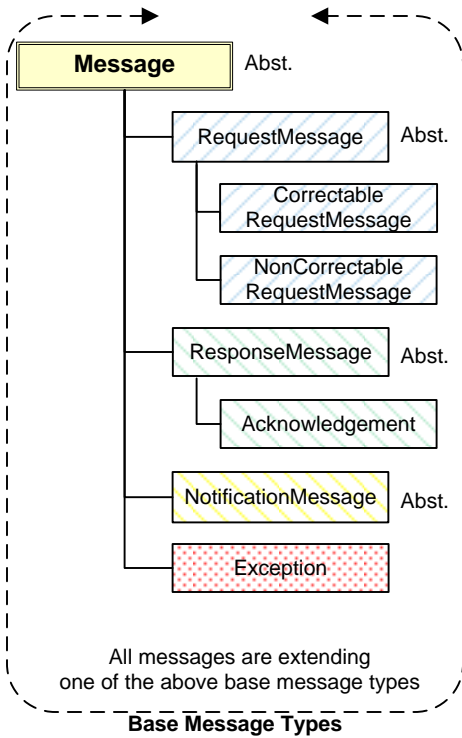 Message Abst.
RequestMessage Abst.
Correctable
RequestMessage
NonCorrectable
RequestMessage
ResponseMessage Abst.
Acknowledgement
NotificationMessage Abst.
Exception
All messages are extending
one of the above base message types
Base Message Types